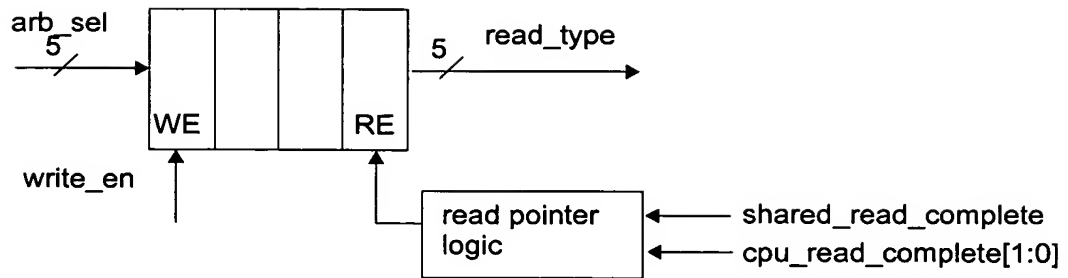 arb_sel
5
5
read_type
WE
RE
write_en
read pointer
logic
shared_read_complete
cpu_read_complete[1:0]